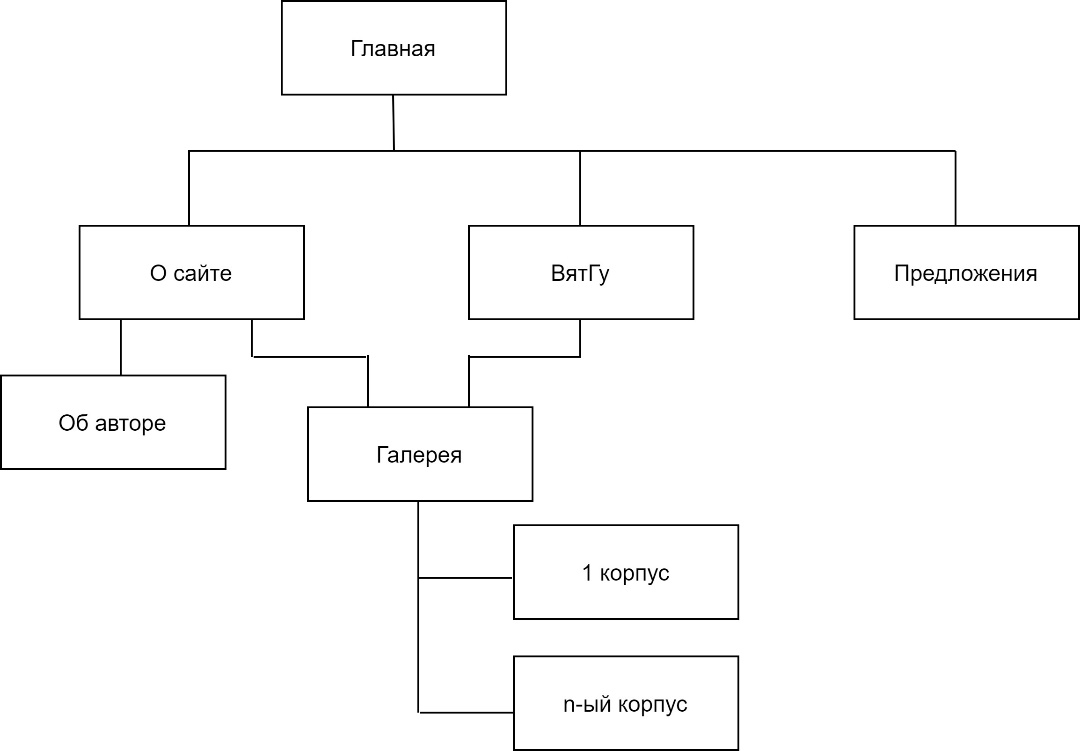 Главная
О сайте
ВятГу
Предложения
Об авторе
Галерея
1 корпус
n-ый корпус